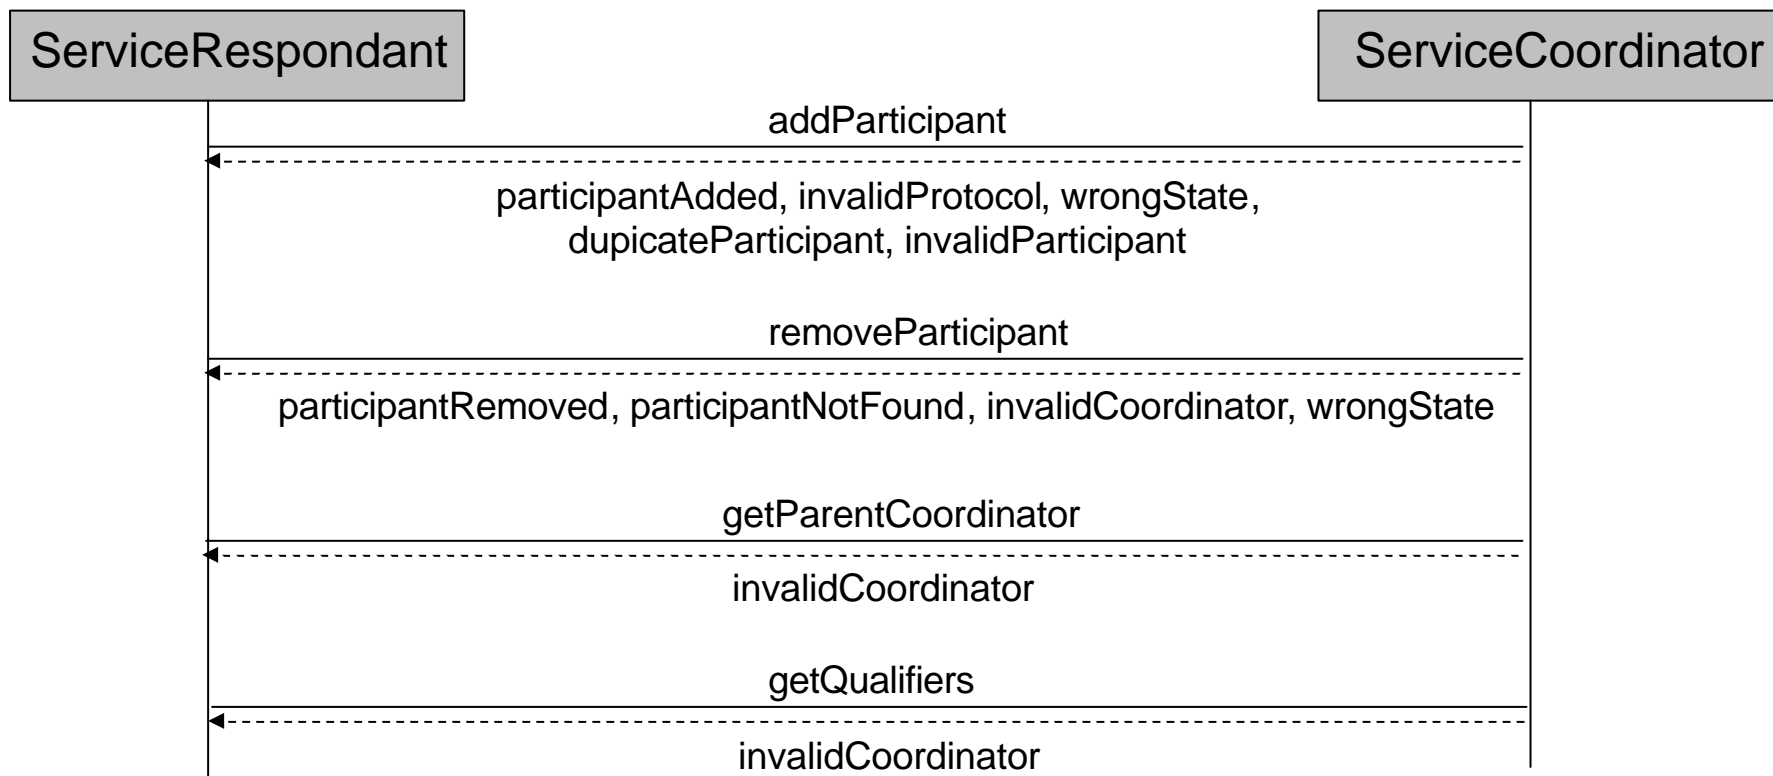 ServiceRespondant
ServiceCoordinator
addParticipant
participantAdded, invalidProtocol, wrongState,
dupicateParticipant, invalidParticipant
removeParticipant
participantRemoved, participantNotFound, invalidCoordinator, wrongState
getParentCoordinator
invalidCoordinator
getQualifiers
invalidCoordinator